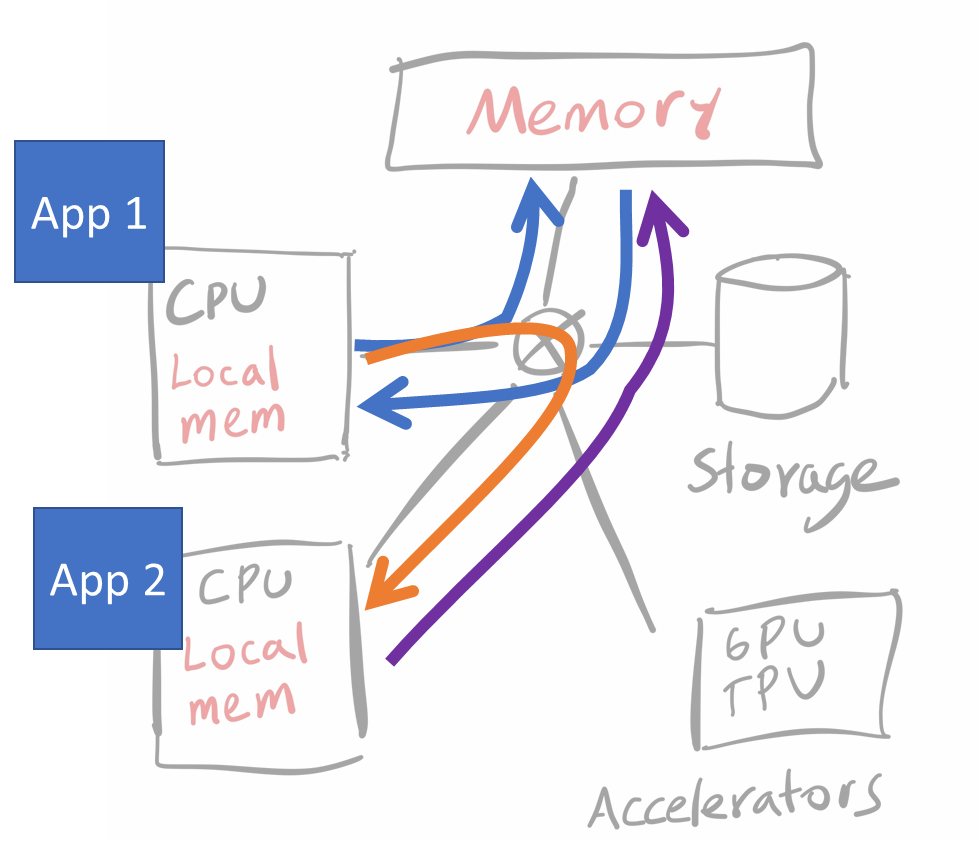 Memory
App 1
CPU
Local
mem
Storage
App 2
CPU
Local
mem
GPU
TPU
Accelerators